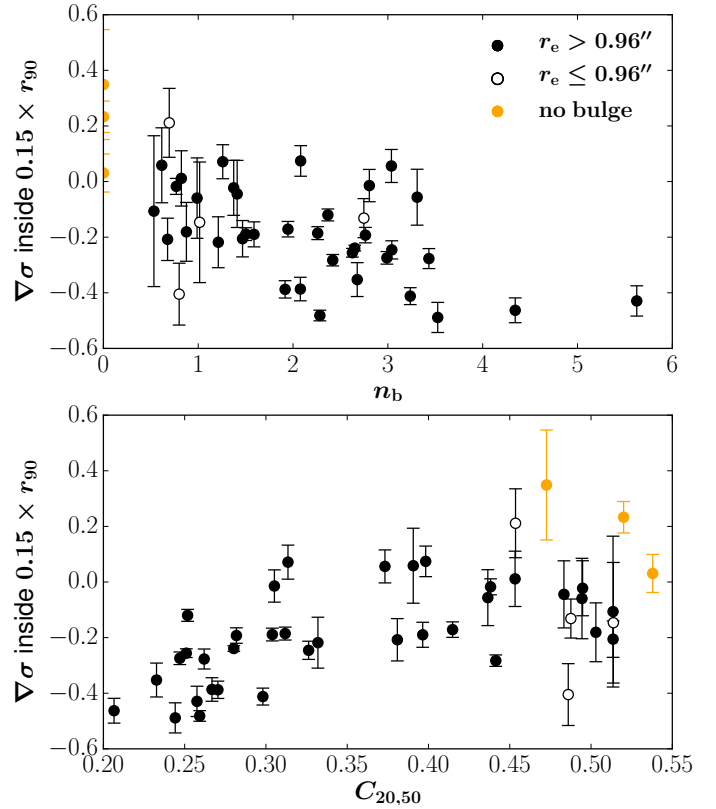 0.6
0.4
0.2
0.0
−0.2
−0.4
−0.6
∇σ inside 0.15 × r₉₀
rₑ > 0.96″
rₑ ≤ 0.96″
no bulge
0 1 2 3 4 5 6
n_b
0.6
0.4
0.2
0.0
−0.2
−0.4
−0.6
∇σ inside 0.15 × r₉₀
0.20 0.25 0.30 0.35 0.40 0.45 0.50 0.55
C₂₀,₅₀